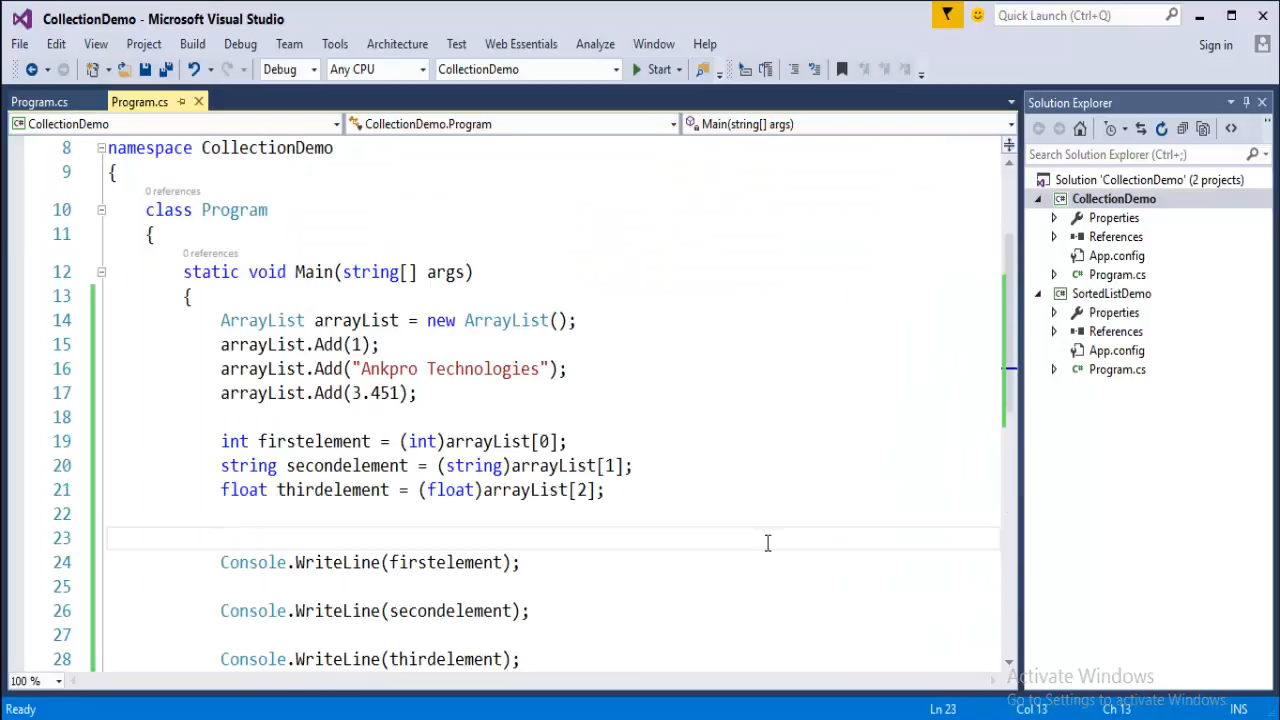 CollectionDemo - Microsoft Visual Studio
Quick Launch (Ctrl+Q)
File Edit View Project Build Debug Team Tools Architecture Test Web Essentials Analyze Window Help
Sign in
Debug Any CPU CollectionDemo Start
Program.cs Program.cs
CollectionDemo CollectionDemo.Program Main(string[] args)
8 namespace CollectionDemo
9 {
0 references
10 class Program
11 {
0 references
12 static void Main(string[] args)
13 {
14 ArrayList arrayList = new ArrayList();
15 arrayList.Add(1);
16 arrayList.Add("Ankpro Technologies");
17 arrayList.Add(3.451);
18
19 int firstelement = (int)arrayList[0];
20 string secondelement = (string)arrayList[1];
21 float thirdelement = (float)arrayList[2];
22
23
24 Console.WriteLine(firstelement);
25
26 Console.WriteLine(secondelement);
27
28 Console.WriteLine(thirdelement);
100 %
Solution Explorer
Search Solution Explorer (Ctrl+;)
Solution 'CollectionDemo' (2 projects)
CollectionDemo
Properties
References
App.config
C# Program.cs
SortedListDemo
Properties
References
App.config
C# Program.cs
Activate Windows
Go to Settings to activate Windows.
Ready Ln 23 Col 13 Ch 13 INS